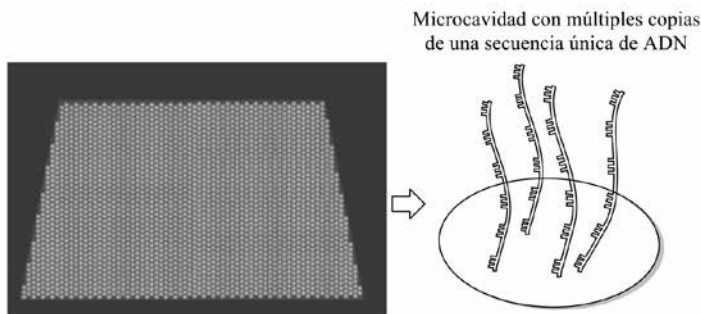 Microcavidad con múltiples copias
de una secuencia única de ADN